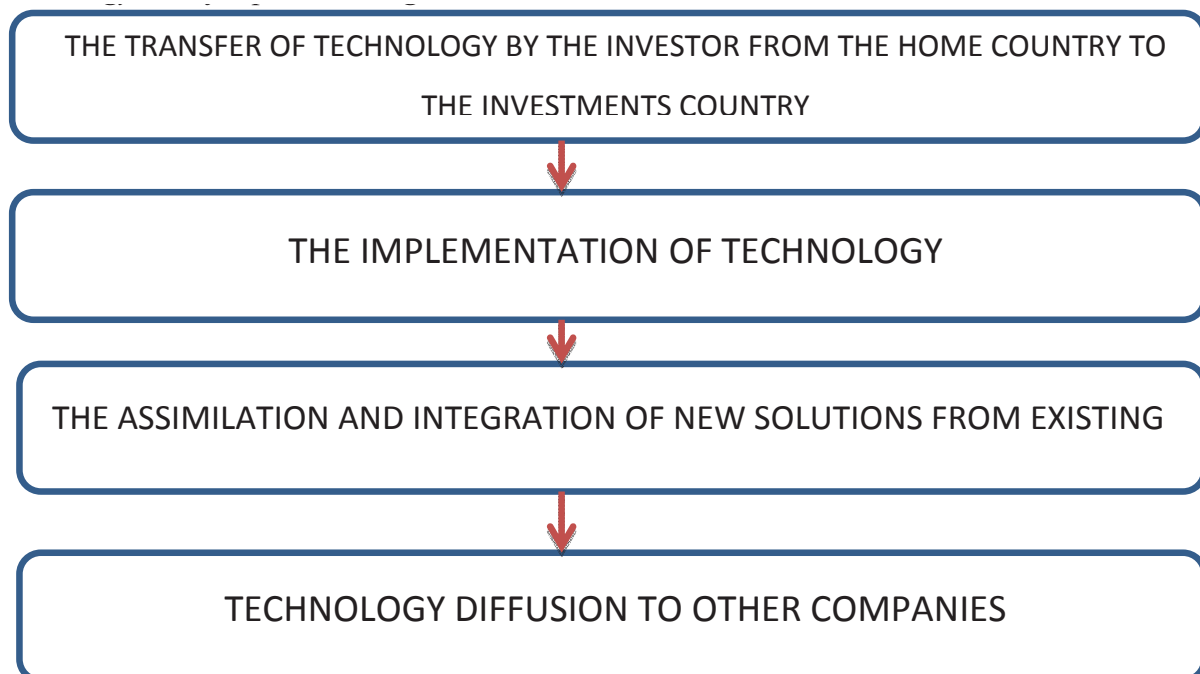 THE TRANSFER OF TECHNOLOGY BY THE INVESTOR FROM THE HOME COUNTRY TO
THE INVESTMENTS COUNTRY
THE IMPLEMENTATION OF TECHNOLOGY
THE ASSIMILATION AND INTEGRATION OF NEW SOLUTIONS FROM EXISTING
TECHNOLOGY DIFFUSION TO OTHER COMPANIES